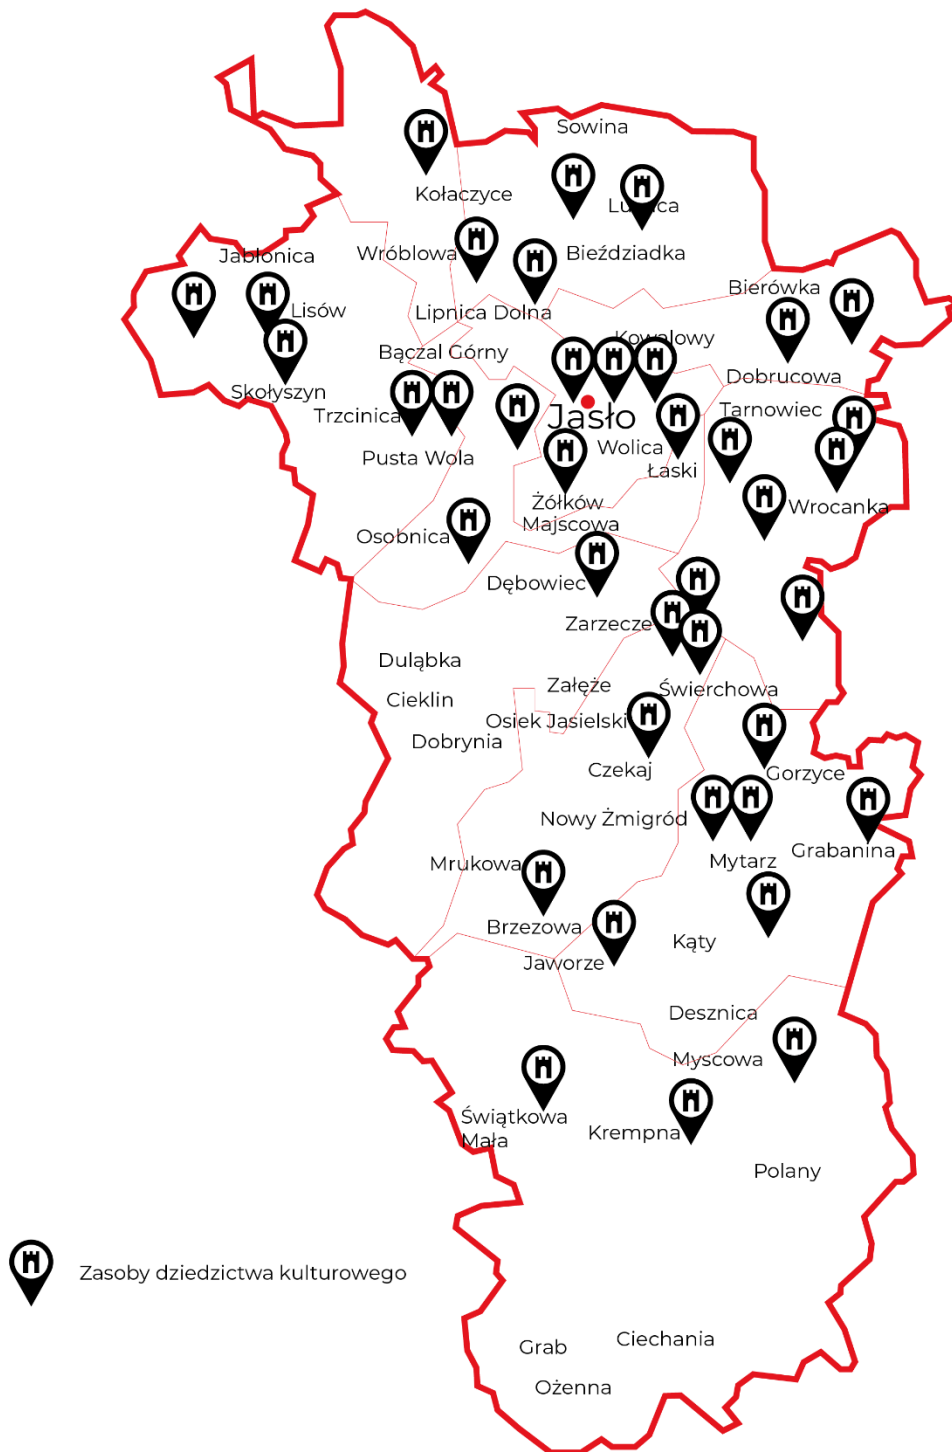 Sowina
Kołaczyce
Wróblowa
Bieździadka
Jabłonica
Bierówka
Lisów
Lipnica Dolna
Kowalowy
Bączal Górny
Dobrucowa
Skołyszyn
Trzcinica
Jasło
Tarnowiec
Wolica
Pusta Wola
Łaski
Żółków
Wrocanka
Majscowa
Osobnica
Dębowiec
Zarzecze
Duląbka
Załęże
Świerchowa
Cieklin
Osiek Jasielski
Dobrynia
Czekaj
Gorzyce
Nowy Żmigród
Mrukowa
Mytarz
Grabanina
Brzezowa
Kąty
Jaworze
Desznica
Myscowa
Świątkowa
Mała
Krempna
Polany
Zasoby dziedzictwa kulturowego
Grab
Ciechania
Ożenna